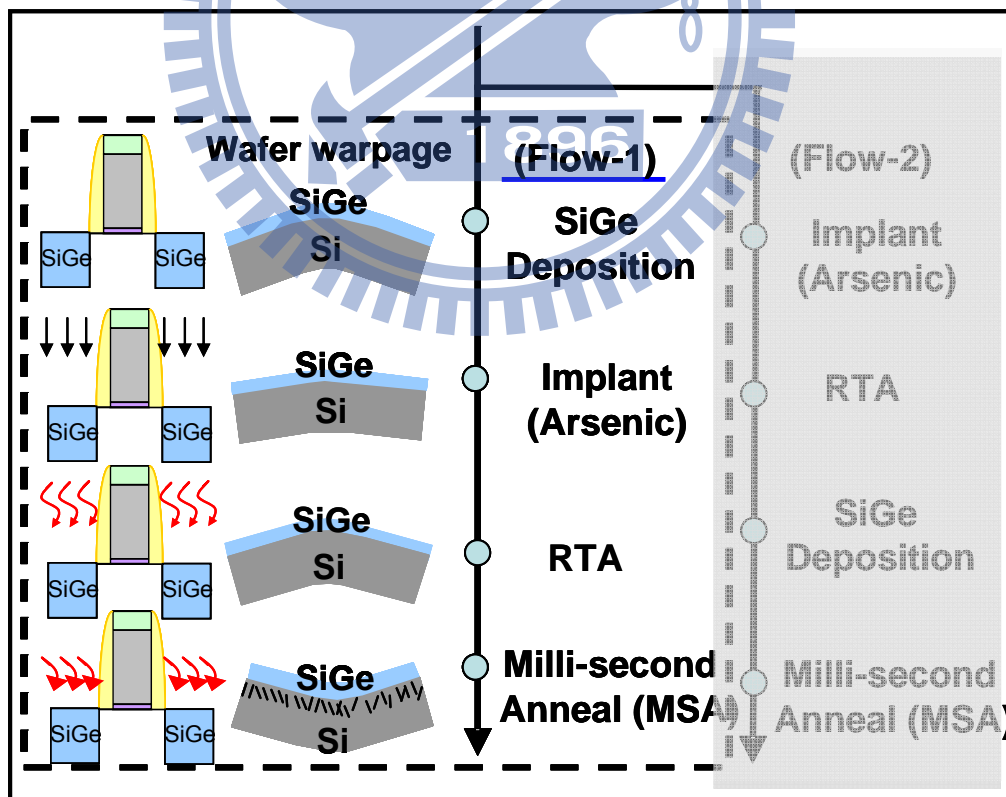 1896
Wafer warpage
(Flow-1)
(Flow-2)
SiGe
SiGe
SiGe
Si
SiGe
Deposition
Implant
(Arsenic)
SiGe
SiGe
SiGe
Si
Implant
(Arsenic)
RTA
SiGe
SiGe
SiGe
Si
RTA
SiGe
Deposition
SiGe
SiGe
SiGe
Si
Milli-second
Anneal (MSA)
Milli-second
Anneal (MSA)